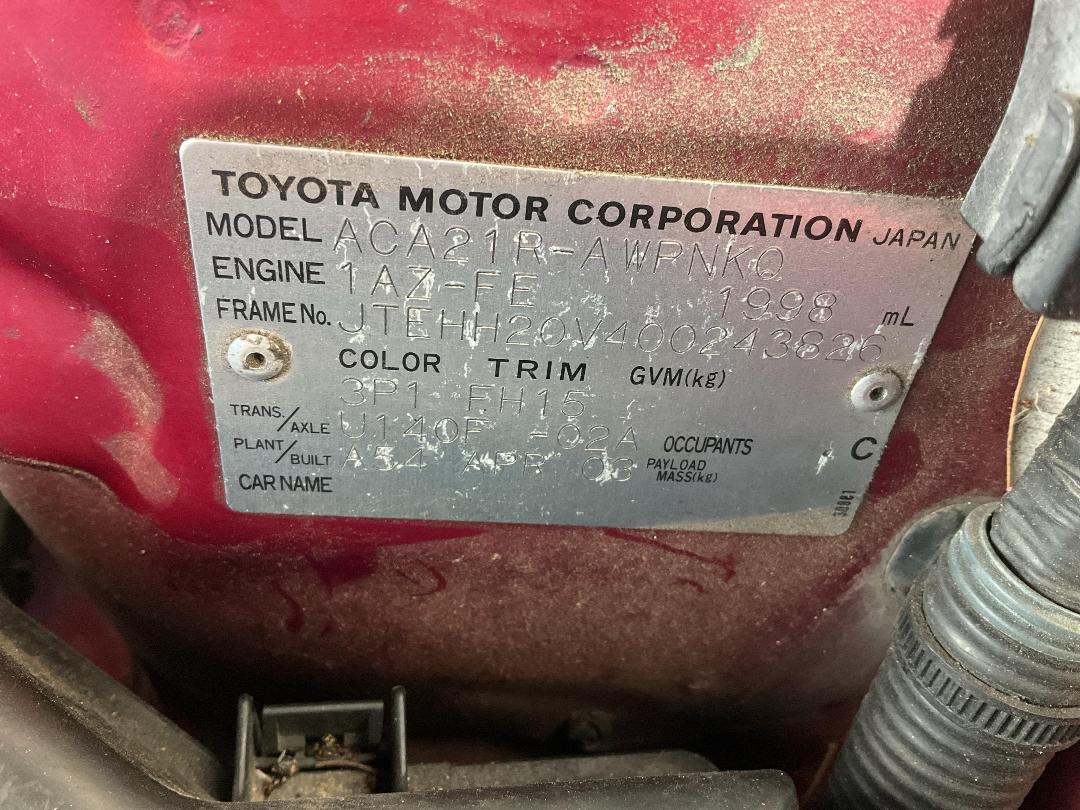 TOYOTA MOTOR CORPORATION JAPAN
MODEL ACA21R-AWPNKQ
ENGINE 1AZ-FE 1998 mL
FRAME No. JTEHH20V400243826
COLOR TRIM GVM(kg)
3P1 FH15
TRANS./AXLE U140F -02A OCCUPANTS C
PLANT/BUILT A54 APR 03 PAYLOAD MASS(kg)
CAR NAME